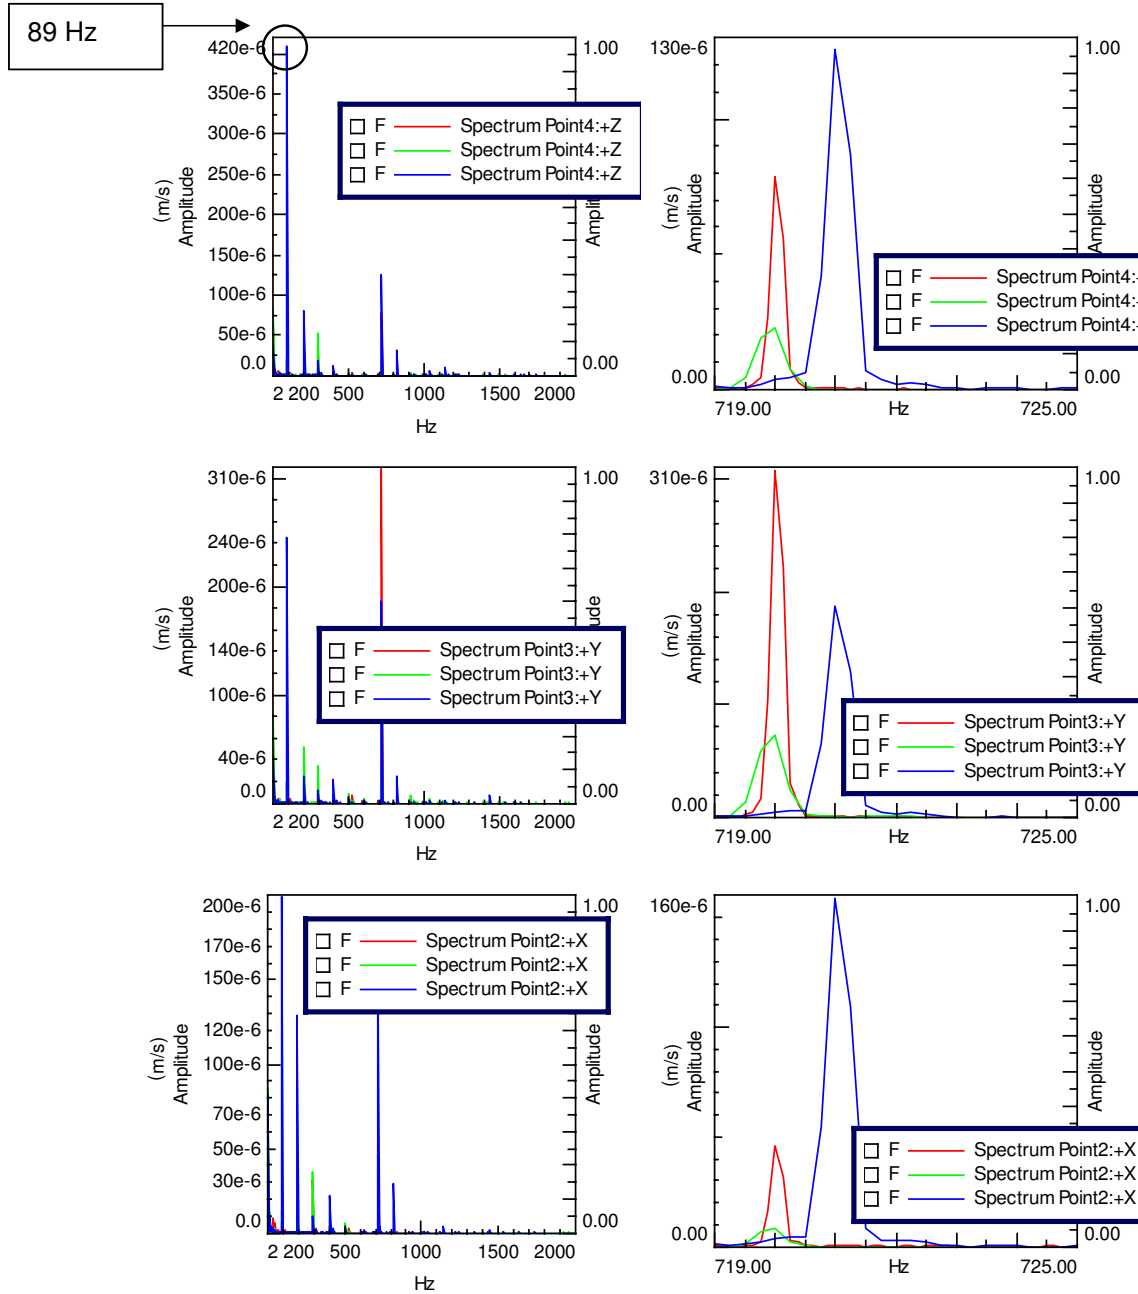 89 Hz
420e-6
350e-6
300e-6
250e-6
200e-6
150e-6
100e-6
50e-6
0.0
(m/s)
Amplitude
1.00
0.00
Amplitude
F Spectrum Point4:+Z
F Spectrum Point4:+Z
F Spectrum Point4:+Z
2 200 500 1000 1500 2000
Hz
130e-6
0.00
(m/s)
Amplitude
1.00
0.00
Amplitude
F Spectrum Point4:+
F Spectrum Point4:+
F Spectrum Point4:+
719.00 Hz 725.00
310e-6
240e-6
200e-6
140e-6
100e-6
40e-6
0.0
(m/s)
Amplitude
1.00
0.00
Amplitude
F Spectrum Point3:+Y
F Spectrum Point3:+Y
F Spectrum Point3:+Y
2 200 500 1000 1500 2000
Hz
310e-6
0.00
(m/s)
Amplitude
1.00
0.00
Amplitude
F Spectrum Point3:+Y
F Spectrum Point3:+Y
F Spectrum Point3:+Y
719.00 Hz 725.00
200e-6
170e-6
150e-6
120e-6
100e-6
70e-6
50e-6
30e-6
0.0
(m/s)
Amplitude
1.00
0.00
Amplitude
F Spectrum Point2:+X
F Spectrum Point2:+X
F Spectrum Point2:+X
2 200 500 1000 1500 2000
Hz
160e-6
0.00
(m/s)
Amplitude
1.00
0.00
Amplitude
F Spectrum Point2:+X
F Spectrum Point2:+X
F Spectrum Point2:+X
719.00 Hz 725.00